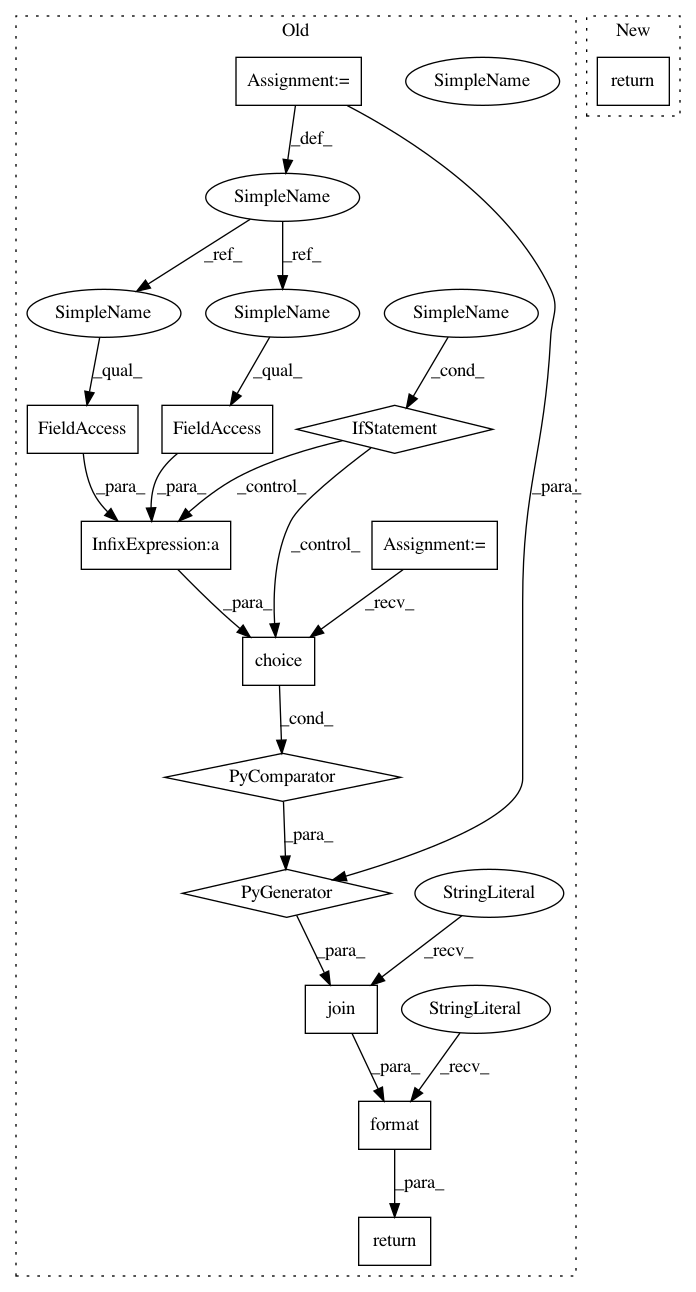 Old
New
Assignment:=
SimpleName
return
_def_
SimpleName
_ref_
_ref_
SimpleName
SimpleName
SimpleName
_qual_
_qual_
_cond_
FieldAccess
FieldAccess
IfStatement
_para_
_para_
_para_
_control_
InfixExpression:a
_control_
Assignment:=
_para_
_recv_
choice
_cond_
PyComparator
_para_
PyGenerator
StringLiteral
_para_
_recv_
join
StringLiteral
_para_
_recv_
format
_para_
return